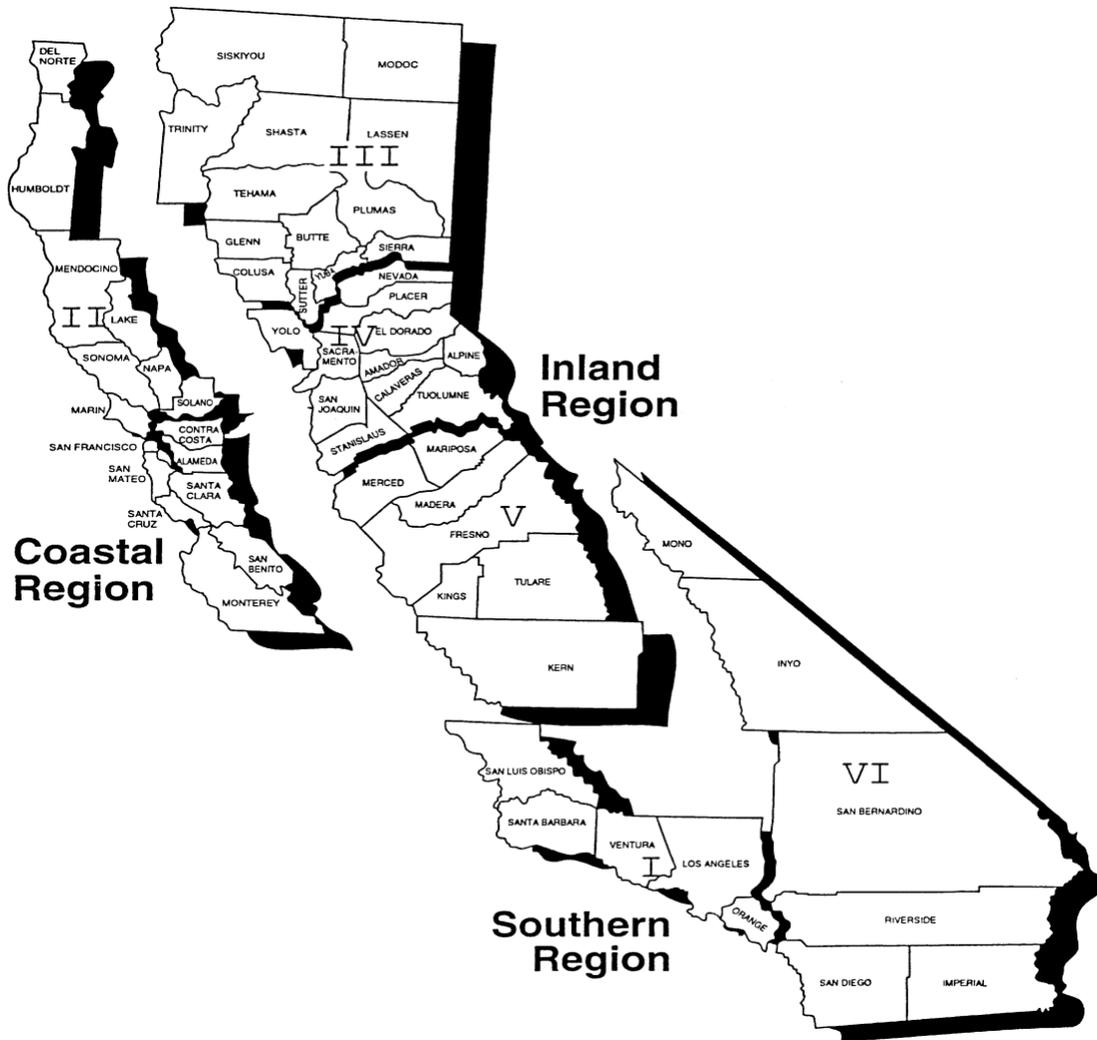 DEL
NORTE
SISKIYOU
MODOC
TRINITY
SHASTA
LASSEN
III
HUMBOLDT
TEHAMA
PLUMAS
GLENN
BUTTE
SIERRA
MENDOCINO
COLUSA
SUTTER
YUBA
NEVADA
PLACER
II
LAKE
YOLO
IV
EL DORADO
SONOMA
NAPA
SACRA-
MENTO
AMADOR
ALPINE
CALAVERAS
TUOLUMNE
Inland
Region
MARIN
SOLANO
SAN
JOAQUIN
CONTRA
COSTA
STANISLAUS
SAN FRANCISCO
ALAMEDA
MARIPOSA
SAN
MATEO
SANTA
CLARA
MERCED
MADERA
SANTA
CRUZ
FRESNO
V
MONO
Coastal
Region
SAN
BENITO
MONTEREY
KINGS
TULARE
KERN
INYO
SAN LUIS OBISPO
VI
SAN BERNARDINO
SANTA BARBARA
VENTURA
I
LOS ANGELES
ORANGE
RIVERSIDE
Southern
Region
SAN DIEGO
IMPERIAL